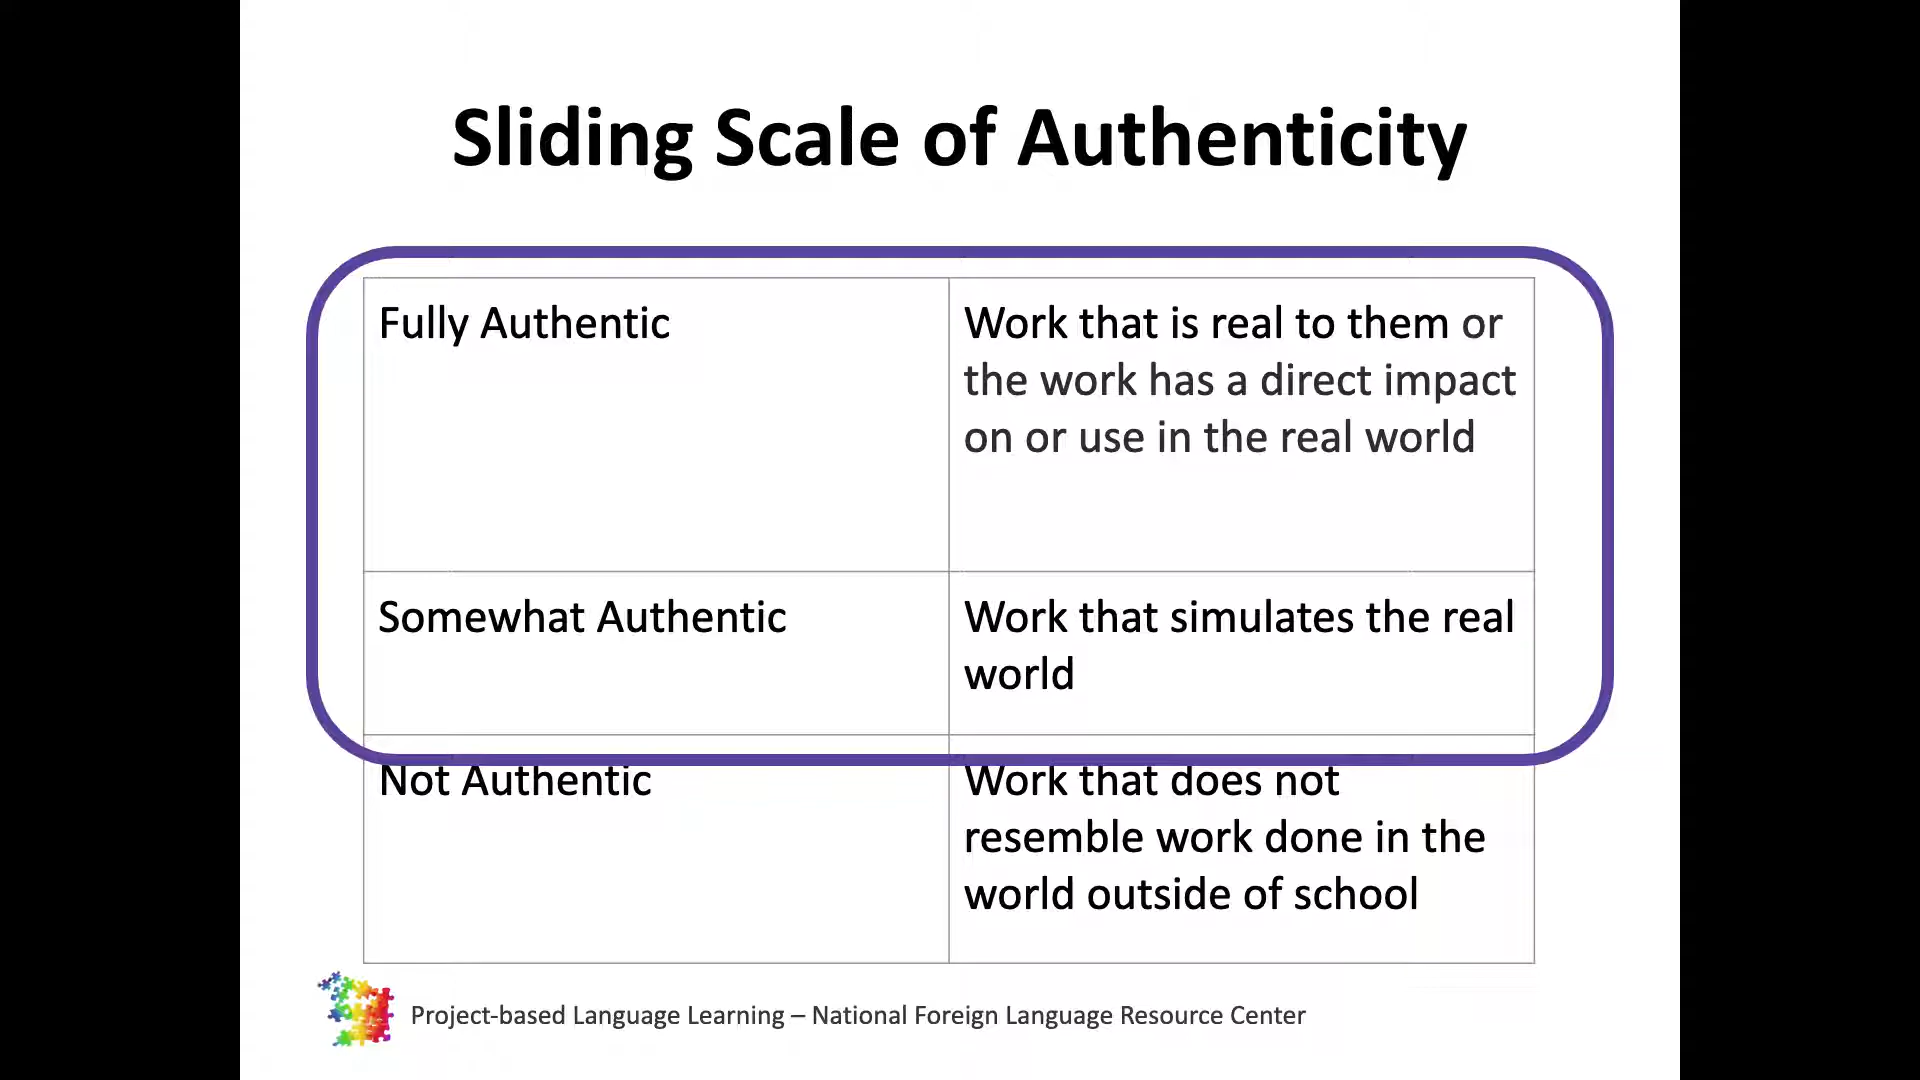 Sliding Scale of Authenticity
Fully Authentic
Work that is real to them or
the work has a direct impact
on or use in the real world
Somewhat Authentic
Work that simulates the real
world
Not Authentic
Work that does not
resemble work done in the
world outside of school
Project-based Language Learning – National Foreign Language Resource Center